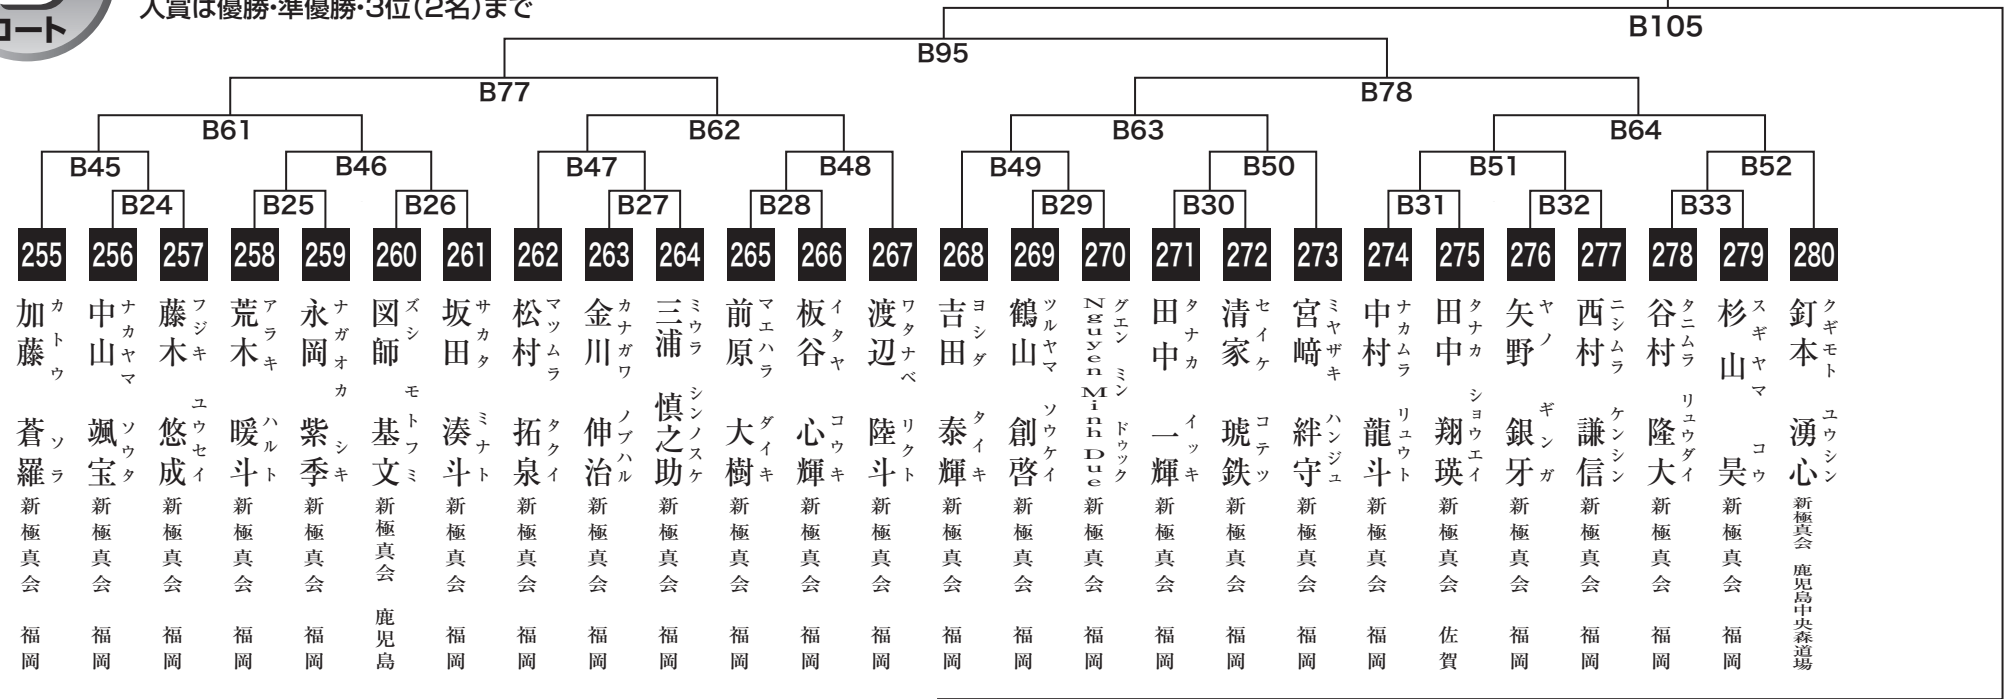 コート
入賞は優勝・準優勝・3位（2名）まで
B105
B95
B77 B78
B61 B62 B63 B64
B45 B46 B47 B48 B49 B50 B51 B52
B24 B25 B26 B27 B28 B29 B30 B31 B32 B33
255 加藤 蒼羅 カトウ ソラ 新極真会 福岡
256 中山 颯宝 ナカヤマ ソウタ 新極真会 福岡
257 藤木 悠成 フジキ ユウセイ 新極真会 福岡
258 荒木 暖斗 アラキ ハルト 新極真会 福岡
259 永岡 紫季 ナガオカ シキ 新極真会 福岡
260 図師 基文 ズシ モトフミ 新極真会 鹿児島
261 坂田 湊斗 サカタ ミナト 新極真会 福岡
262 松村 拓泉 マツムラ タクイ 新極真会 福岡
263 金川 伸治 カナガワ ノブハル 新極真会 福岡
264 三浦 慎之助 ミウラ シンノスケ 新極真会 福岡
265 前原 大樹 マエハラ ダイキ 新極真会 福岡
266 板谷 心輝 イタヤ コウキ 新極真会 福岡
267 渡辺 陸斗 ワタナベ リクト 新極真会 福岡
268 吉田 泰輝 ヨシダ タイキ 新極真会 福岡
269 鶴山 創啓 ツルヤマ ソウケイ 新極真会 福岡
270 Nguyen Minh Duc グエン ミン ドゥック 新極真会 福岡
271 田中 一輝 タナカ イッキ 新極真会 福岡
272 清家 琥鉄 セイケ コテツ 新極真会 福岡
273 宮﨑 絆守 ミヤザキ ハンジュ 新極真会 福岡
274 中村 龍斗 ナカムラ リュウト 新極真会 福岡
275 田中 翔瑛 タナカ ショウエイ 新極真会 佐賀
276 矢野 銀牙 ヤノ ギンガ 新極真会 福岡
277 西村 謙信 ニシムラ ケンシン 新極真会 福岡
278 谷村 隆大 タニムラ リュウダイ 新極真会 福岡
279 杉山 昊 スギヤマ コウ 新極真会 福岡
280 釘本 湧心 クギモト ユウシン 新極真会 鹿児島中央森道場